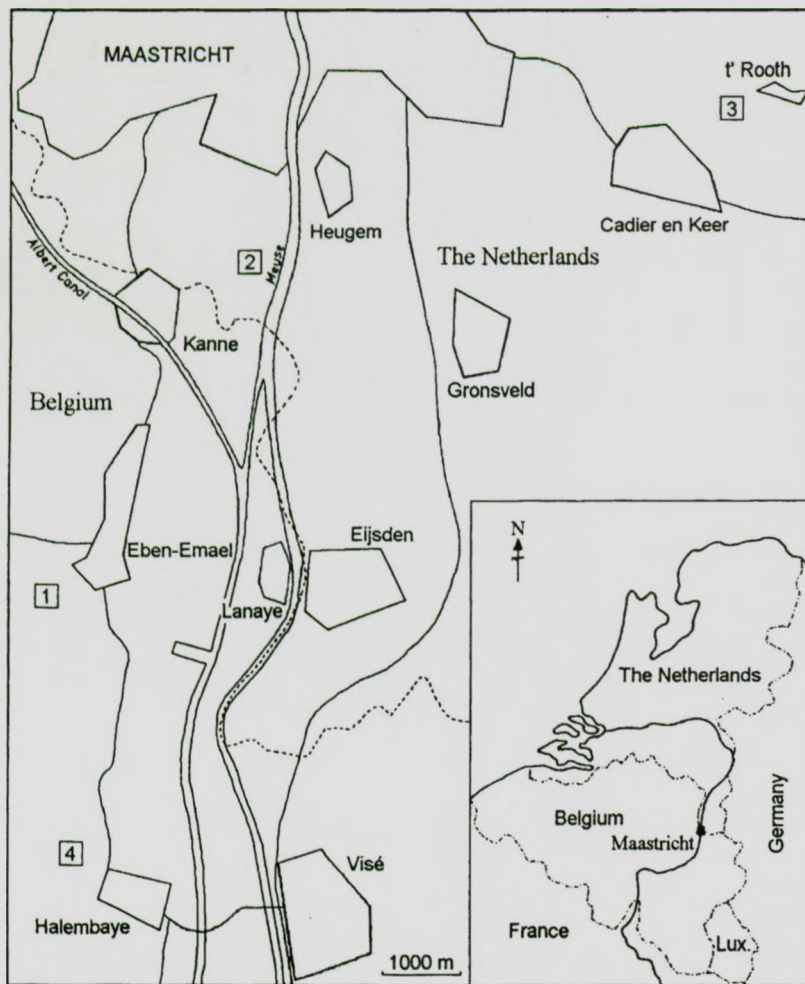 MAASTRICHT
t' Rooth
3
Cadier en Keer
Heugem
2
Meuse
The Netherlands
Albert Canal
Kanne
Gronsveld
Belgium
Eben-Emael
Eijsden
1
Lanaye
4
Visé
Halembaye
1000 m
N
The Netherlands
Belgium
Maastricht
Germany
France
Lux.